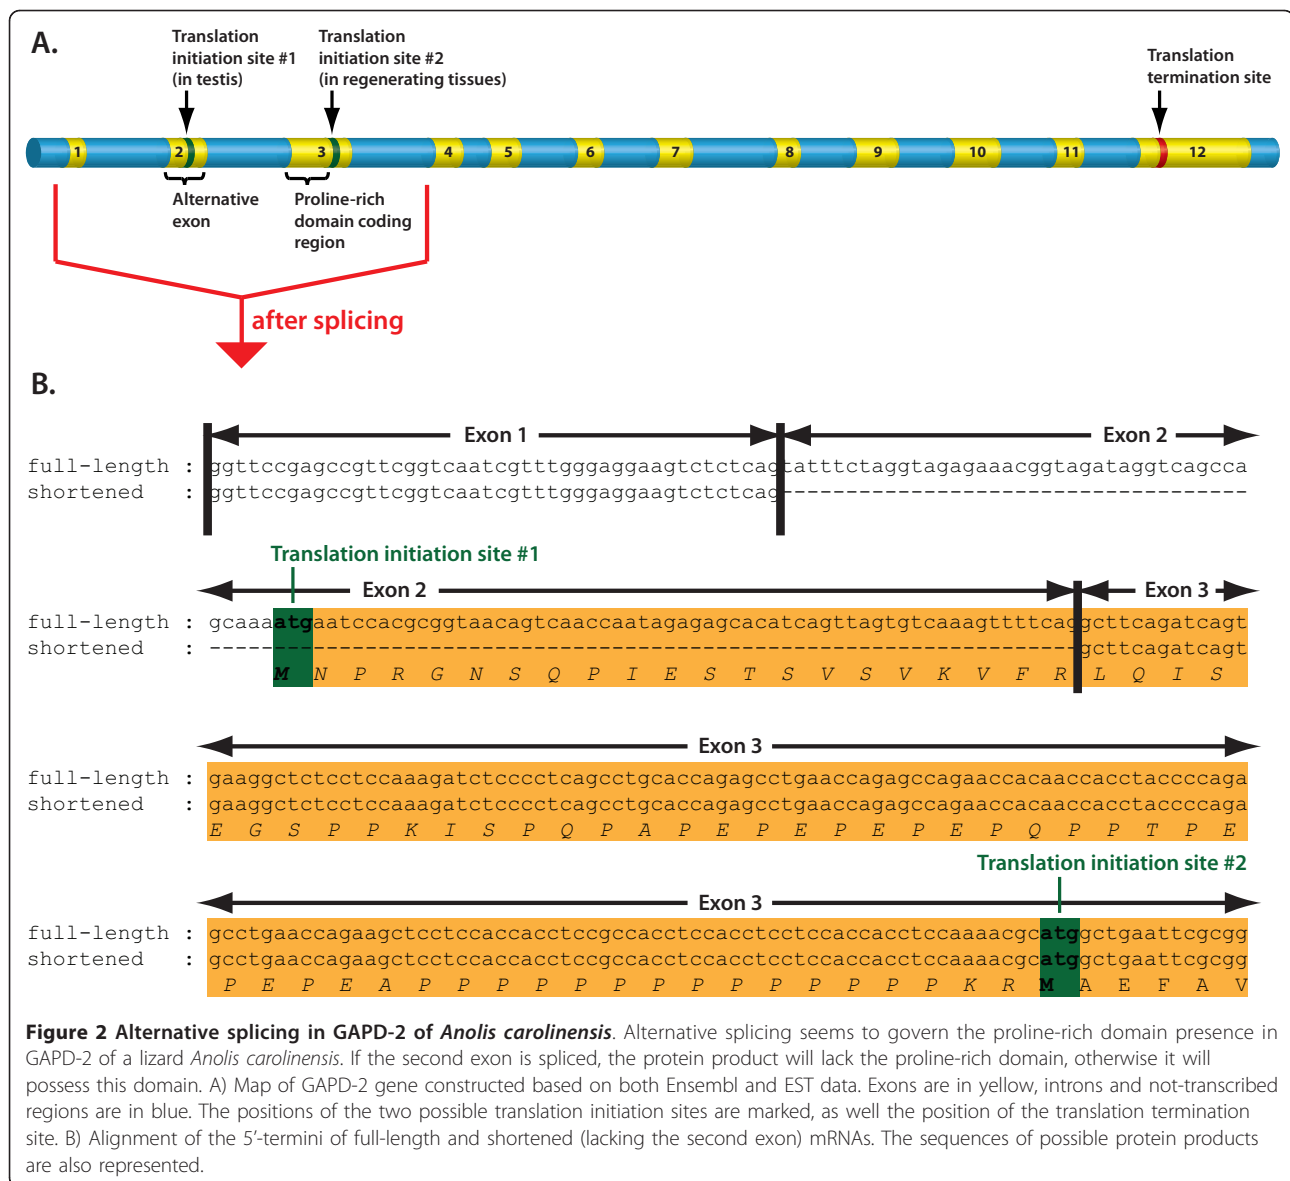 A.
Translation
initiation site #1
(in testis)
Translation
initiation site #2
(in regenerating tissues)
Translation
termination site
1 2 3 4 5 6 7 8 9 10 11 12
Alternative
exon
Proline-rich
domain coding
region
after splicing
B.
Exon 1 Exon 2
full-length : ggttccgagccgttcggtcaatcgtttgggaggaagtctctcagtatttctaggtagagaaacggtagataggtcagcca
shortened : ggttccgagccgttcggtcaatcgtttgggaggaagtctctcag------------------------------------
Translation initiation site #1
Exon 2 Exon 3
full-length : gcaaaatgaatccacgcggtaacagtcaaccaatagagagcacatcagttagtgtcaaagttttcaggcttcagatcagt
shortened : -------------------------------------------------------------------gcttcagatcagt
M N P R G N S Q P I E S T S V S V K V F R L Q I S
Exon 3
full-length : gaaggctctcctccaaagatctcccctcagcctgcaccagagcctgaaccagagccagaaccacaaccacctaccccaga
shortened : gaaggctctcctccaaagatctcccctcagcctgcaccagagcctgaaccagagccagaaccacaaccacctaccccaga
E G S P P K I S P Q P A P E P E P E P E P Q P P T P E
Translation initiation site #2
Exon 3
full-length : gcctgaaccagaagctcctccaccacctccgccacctccacctcctccaccacctccaaaacgcatggctgaattcgcgg
shortened : gcctgaaccagaagctcctccaccacctccgccacctccacctcctccaccacctccaaaacgcatggctgaattcgcgg
P E P E A P P P P P P P P P P P P P P K R M A E F A V
Figure 2 Alternative splicing in GAPD-2 of Anolis carolinensis. Alternative splicing seems to govern the proline-rich domain presence in
GAPD-2 of a lizard Anolis carolinensis. If the second exon is spliced, the protein product will lack the proline-rich domain, otherwise it will
possess this domain. A) Map of GAPD-2 gene constructed based on both Ensembl and EST data. Exons are in yellow, introns and not-transcribed
regions are in blue. The positions of the two possible translation initiation sites are marked, as well the position of the translation termination
site. B) Alignment of the 5'-termini of full-length and shortened (lacking the second exon) mRNAs. The sequences of possible protein products
are also represented.